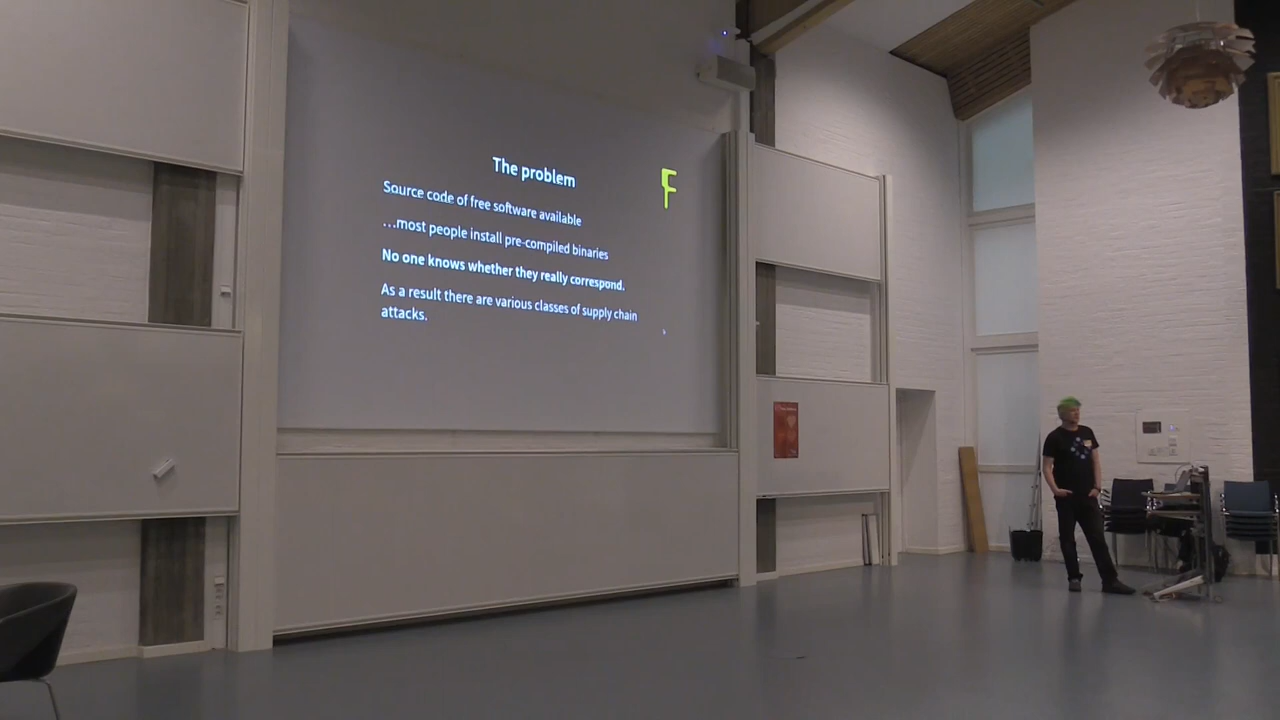 The problem
F
Source code of free software available
…most people install pre-compiled binaries
No one knows whether they really correspond.
As a result there are various classes of supply chain
attacks.